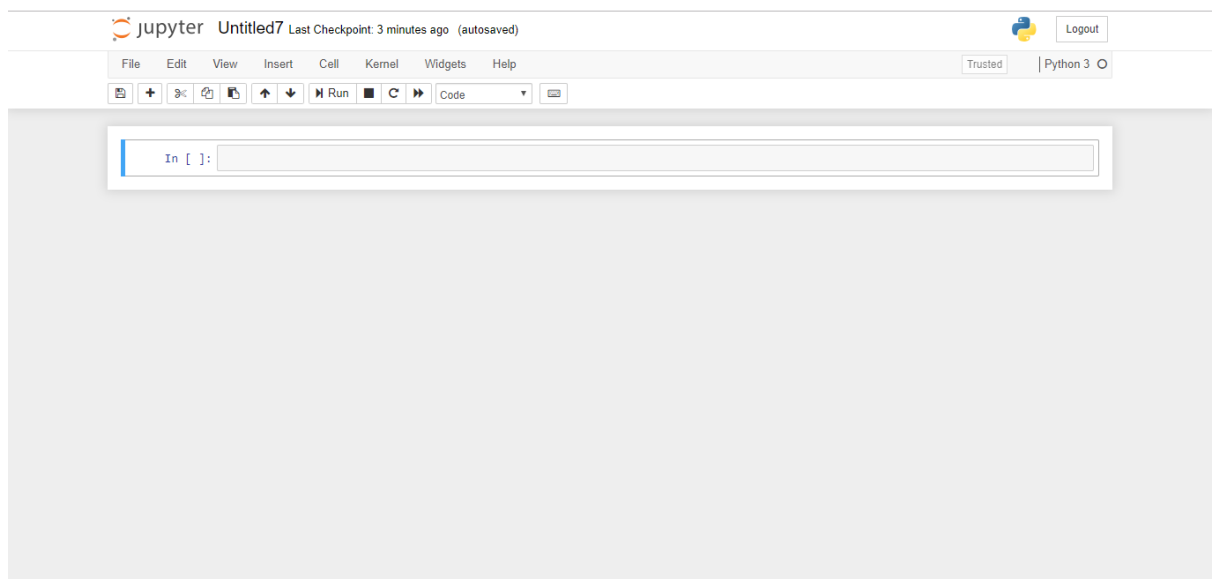 jupyter Untitled7 Last Checkpoint: 3 minutes ago (autosaved) Logout
File Edit View Insert Cell Kernel Widgets Help Trusted Python 3
Run Code
In [ ]: